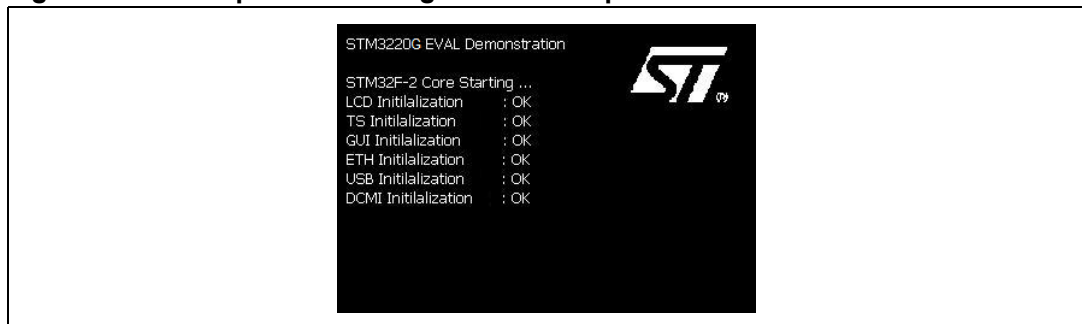 STM3220G EVAL Demonstration
ST
(R)
STM32F-2 Core Starting ...
LCD Initilalization : OK
TS Initilalization : OK
GUI Initilalization : OK
ETH Initilalization : OK
USB Initilalization : OK
DCMI Initilalization : OK